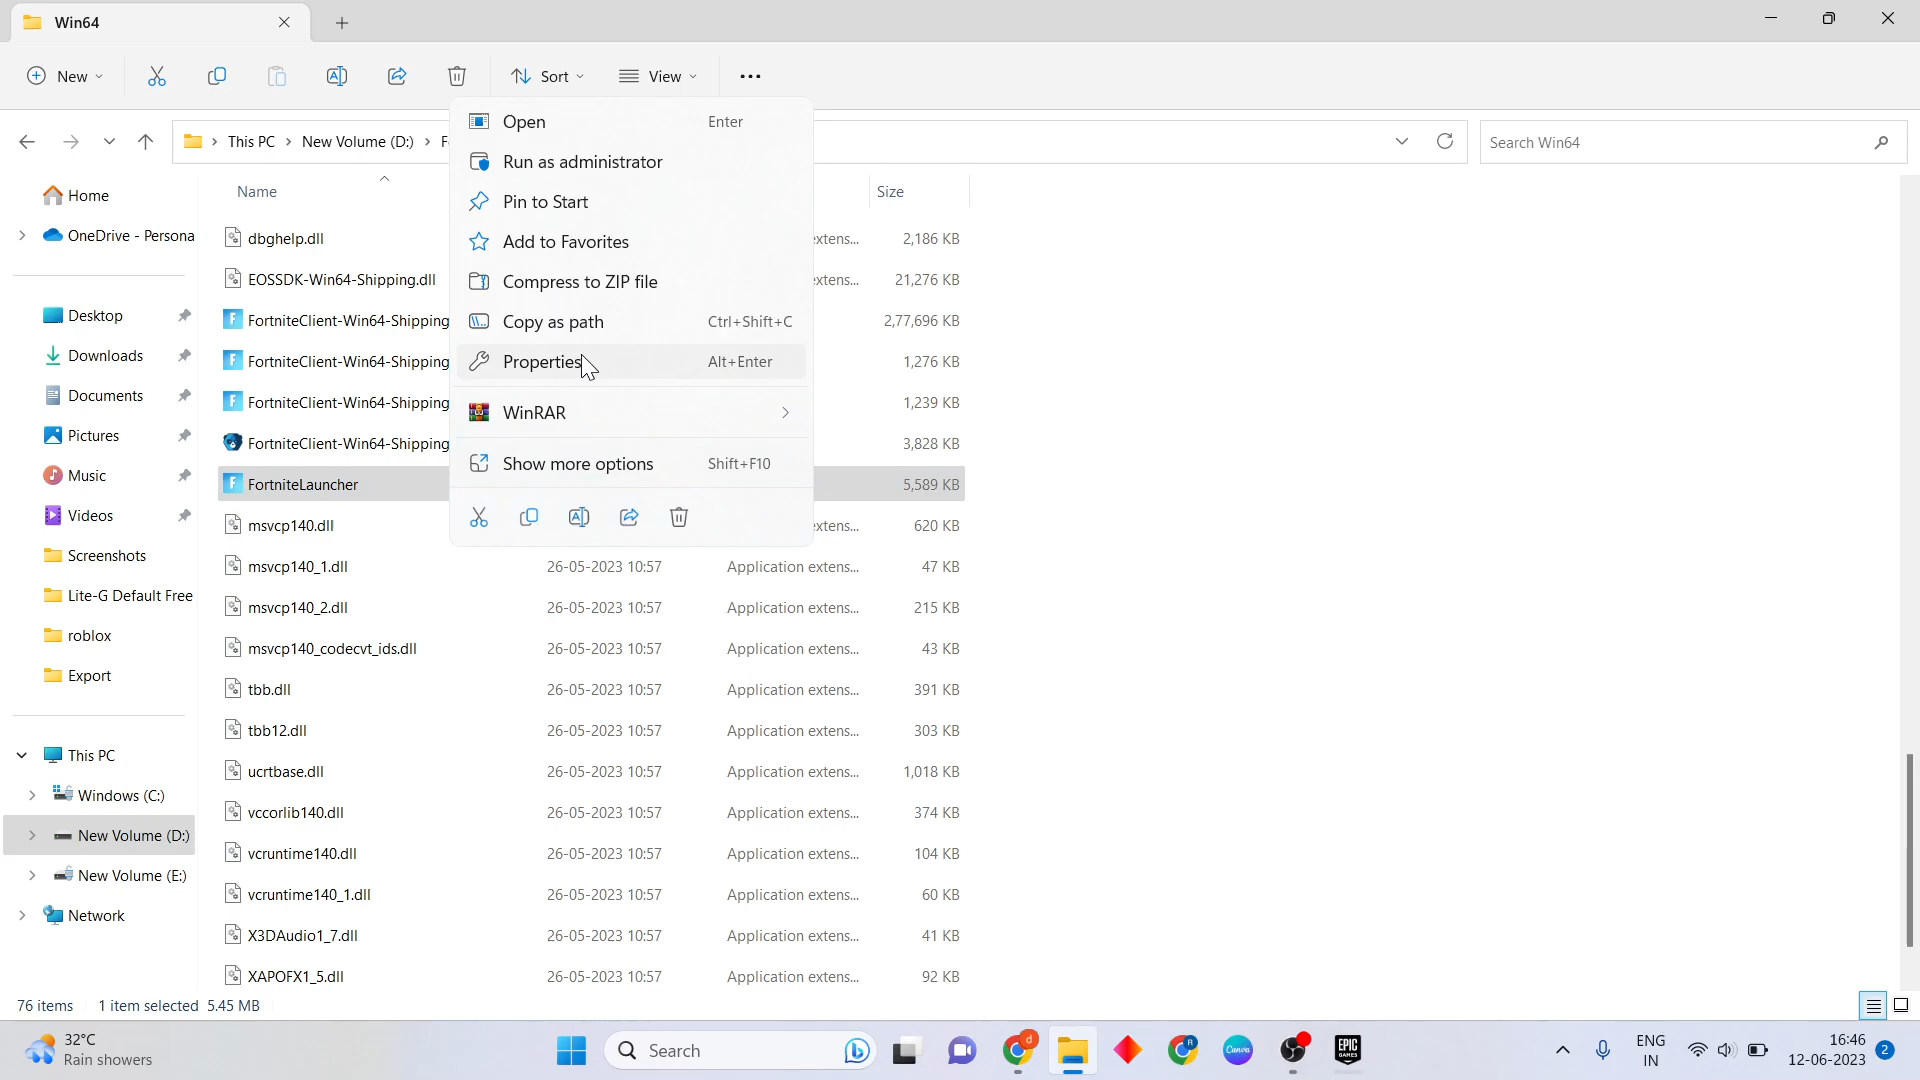 Win64
New
Sort
View
This PC
New Volume (D:)
Search Win64
Open Enter
Run as administrator
Pin to Start
Add to Favorites
Compress to ZIP file
Copy as path Ctrl+Shift+C
Properties Alt+Enter
WinRAR
Show more options Shift+F10
Home
OneDrive - Persona
Desktop
Downloads
Documents
Pictures
Music
Videos
Screenshots
Lite-G Default Free
roblox
Export
This PC
Windows (C:)
New Volume (D:)
New Volume (E:)
Network
Name Size
dbghelp.dll xtens... 2,186 KB
EOSSDK-Win64-Shipping.dll xtens... 21,276 KB
FortniteClient-Win64-Shipping 2,77,696 KB
FortniteClient-Win64-Shipping 1,276 KB
FortniteClient-Win64-Shipping 1,239 KB
FortniteClient-Win64-Shipping 3,828 KB
FortniteLauncher 5,589 KB
msvcp140.dll xtens... 620 KB
msvcp140_1.dll 26-05-2023 10:57 Application extens... 47 KB
msvcp140_2.dll 26-05-2023 10:57 Application extens... 215 KB
msvcp140_codecvt_ids.dll 26-05-2023 10:57 Application extens... 43 KB
tbb.dll 26-05-2023 10:57 Application extens... 391 KB
tbb12.dll 26-05-2023 10:57 Application extens... 303 KB
ucrtbase.dll 26-05-2023 10:57 Application extens... 1,018 KB
vccorlib140.dll 26-05-2023 10:57 Application extens... 374 KB
vcruntime140.dll 26-05-2023 10:57 Application extens... 104 KB
vcruntime140_1.dll 26-05-2023 10:57 Application extens... 60 KB
X3DAudio1_7.dll 26-05-2023 10:57 Application extens... 41 KB
XAPOFX1_5.dll 26-05-2023 10:57 Application extens... 92 KB
76 items 1 item selected 5.45 MB
32°C
Rain showers
Search
Canva
EPIC
GAMES
ENG
IN
16:46
12-06-2023
2